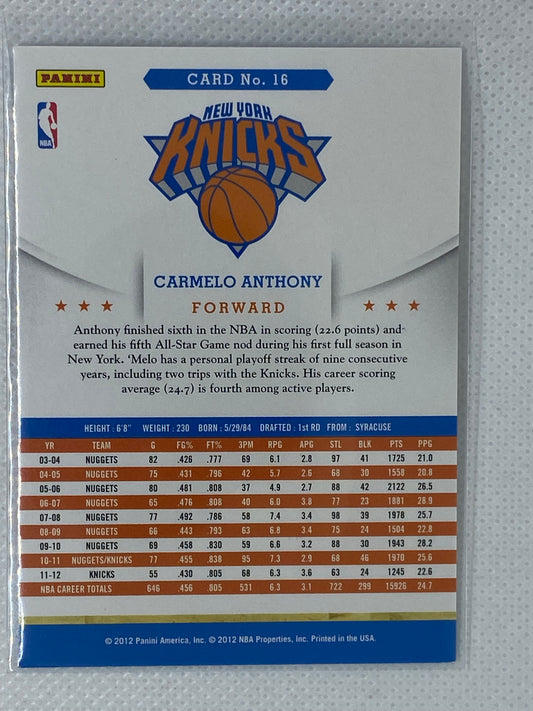 PANINI
CARD No. 16
NBA
NEW YORK
KNICKS
CARMELO ANTHONY
FORWARD
Anthony finished sixth in the NBA in scoring (22.6 points) and
earned his fifth All-Star Game nod during his first full season in
New York. ‘Melo has a personal playoff streak of nine consecutive
years, including two trips with the Knicks. His career scoring
average (24.7) is fourth among active players.
HEIGHT : 6'8" WEIGHT : 230 BORN : 5/29/84 DRAFTED : 1st RD FROM : SYRACUSE
YR TEAM G FG% FT% 3PM RPG APG STL BLK PTS PPG
03-04 NUGGETS 82 .426 .777 69 6.1 2.8 97 41 1725 21.0
04-05 NUGGETS 75 .431 .796 42 5.7 2.6 68 30 1558 20.8
05-06 NUGGETS 80 .481 .808 37 4.9 2.7 88 42 2122 26.5
06-07 NUGGETS 65 .476 .808 40 6.0 3.8 77 23 1881 28.9
07-08 NUGGETS 77 .492 .786 58 7.4 3.4 98 39 1978 25.7
08-09 NUGGETS 66 .443 .793 63 6.8 3.4 75 24 1504 22.8
09-10 NUGGETS 69 .458 .830 59 6.6 3.2 88 30 1943 28.2
10-11 NUGGETS/KNICKS 77 .455 .838 95 7.3 2.9 68 46 1970 25.6
11-12 KNICKS 55 .430 .805 68 6.3 3.6 63 24 1245 22.6
NBA CAREER TOTALS 646 .456 .805 531 6.3 3.1 722 299 15926 24.7
© 2012 Panini America, Inc. © 2012 NBA Properties, Inc. Printed in the USA.